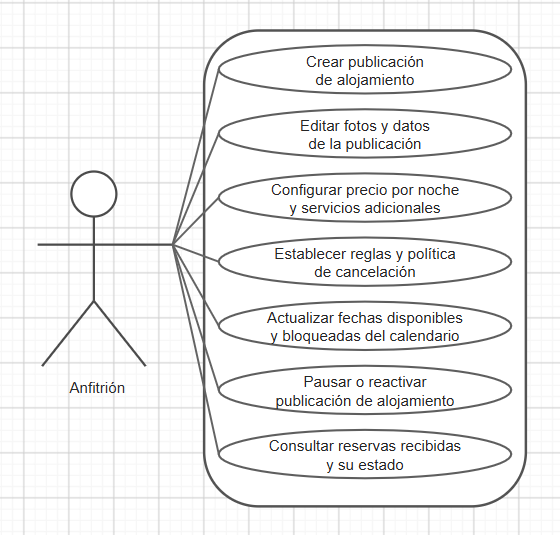 Crear publicación
de alojamiento
Editar fotos y datos
de la publicación
Configurar precio por noche
y servicios adicionales
Establecer reglas y política
de cancelación
Actualizar fechas disponibles
y bloqueadas del calendario
Pausar o reactivar
publicación de alojamiento
Consultar reservas recibidas
y su estado
Anfitrión